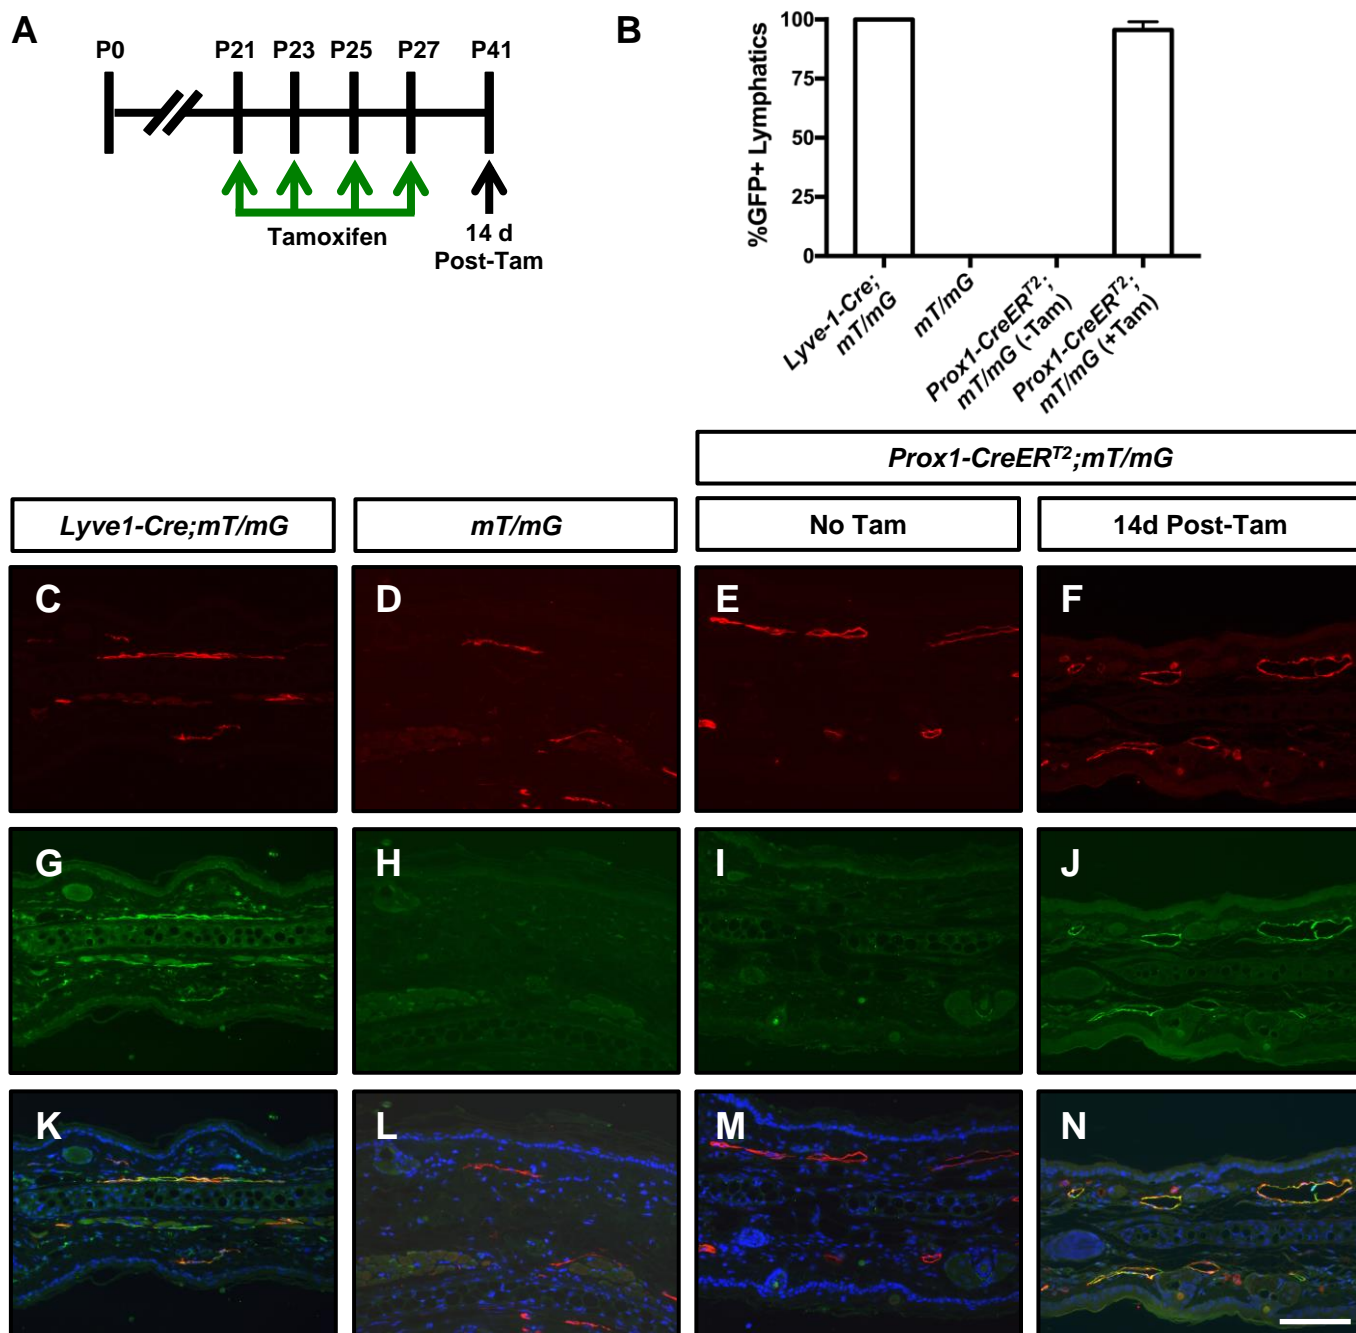 A
P0 P21 P23 P25 P27 P41
Tamoxifen
14 d
Post-Tam
B
%GFP+ Lymphatics
100
75
50
25
0
Lyve-1-Cre;
mT/mG
mT/mG
Prox1-CreERT2;
mT/mG (-Tam)
Prox1-CreERT2;
mT/mG (+Tam)
Prox1-CreERT2;mT/mG
Lyve1-Cre;mT/mG mT/mG No Tam 14d Post-Tam
C D E F
G H I J
K L M N